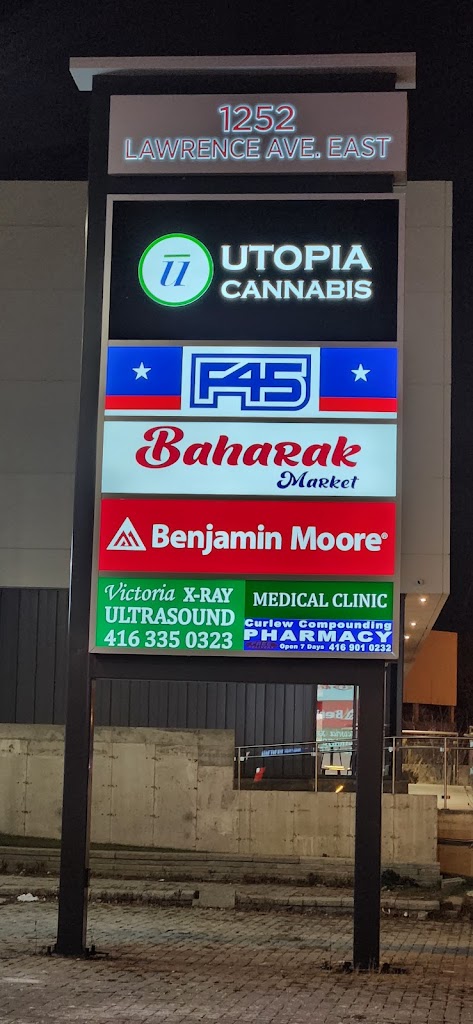 1252
LAWRENCE AVE. EAST
ū
UTOPIA
CANNABIS
F45
Baharak
Market
Benjamin Moore®
Victoria X-RAY
ULTRASOUND
416 335 0323
MEDICAL CLINIC
Curlew Compounding
PHARMACY
Open 7 Days 416 901 0232